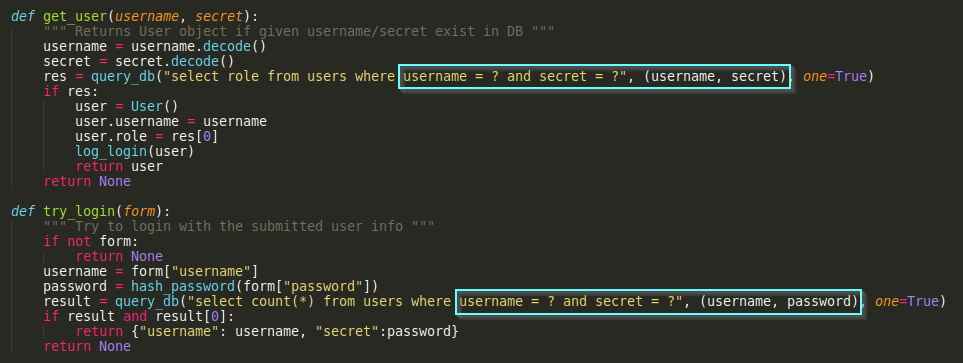 def get_user(username, secret):
    """ Returns User object if given username/secret exist in DB """
    username = username.decode()
    secret = secret.decode()
    res = query_db("select role from users where username = ? and secret = ?", (username, secret), one=True)
    if res:
        user = User()
        user.username = username
        user.role = res[0]
        log_login(user)
        return user
    return None
def try_login(form):
    """ Try to login with the submitted user info """
    if not form:
        return None
    username = form["username"]
    password = hash_password(form["password"])
    result = query_db("select count(*) from users where username = ? and secret = ?", (username, password), one=True)
    if result and result[0]:
        return {"username": username, "secret":password}
    return None